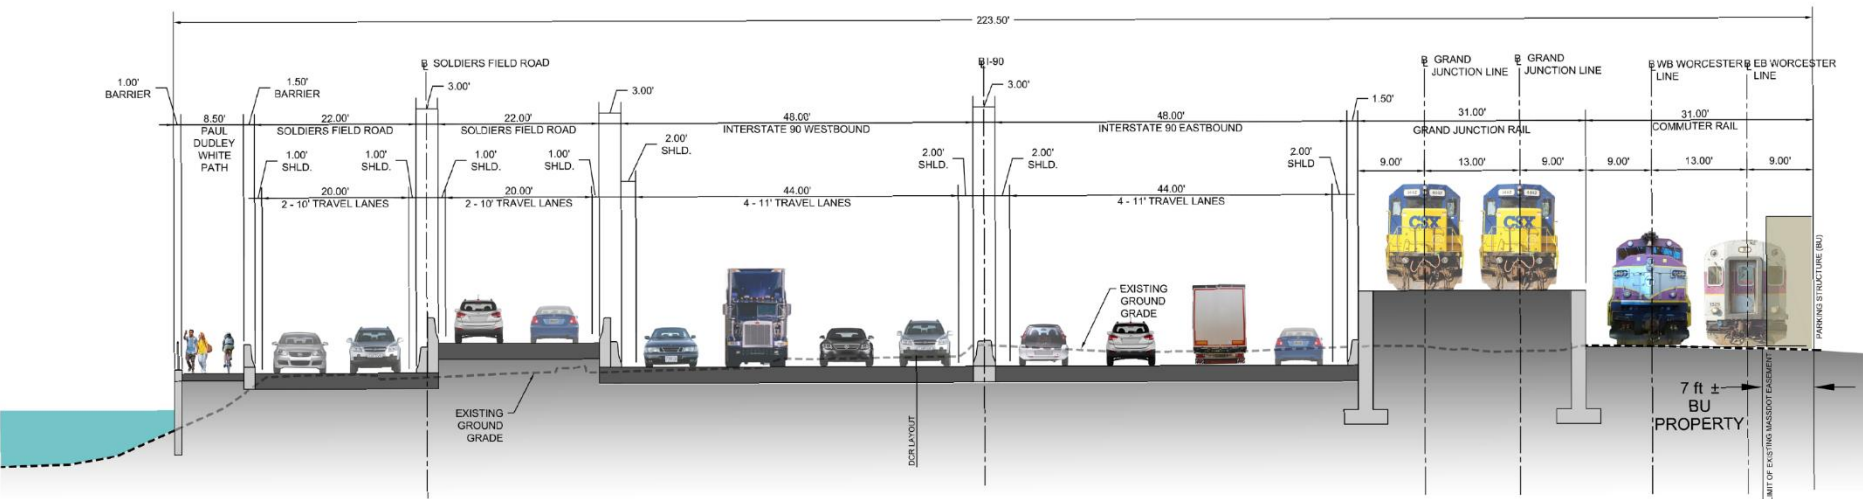 223.50'
1.00'
BARRIER
1.50'
BARRIER
℄ SOLDIERS FIELD ROAD
3.00'
3.00'
℄ I-90
3.00'
1.50'
℄ GRAND
JUNCTION LINE
℄ GRAND
JUNCTION LINE
℄ WB WORCESTER
LINE
℄ EB WORCESTER
LINE
8.50'
PAUL
DUDLEY
WHITE
PATH
22.00'
SOLDIERS FIELD ROAD
22.00'
SOLDIERS FIELD ROAD
48.00'
INTERSTATE 90 WESTBOUND
48.00'
INTERSTATE 90 EASTBOUND
31.00'
GRAND JUNCTION RAIL
31.00'
COMMUTER RAIL
1.00'
SHLD.
1.00'
SHLD.
1.00'
SHLD.
1.00'
SHLD.
2.00'
SHLD.
2.00'
SHLD.
2.00'
SHLD.
2.00'
SHLD
9.00'
13.00'
9.00'
9.00'
13.00'
9.00'
20.00'
2 - 10' TRAVEL LANES
20.00'
2 - 10' TRAVEL LANES
44.00'
4 - 11' TRAVEL LANES
44.00'
4 - 11' TRAVEL LANES
CSX
CSX
EXISTING
GROUND
GRADE
PARKING STRUCTURE (BU)
EXISTING
GROUND
GRADE
DCR LAYOUT
7 ft ±
BU
PROPERTY
LIMIT OF EXISTING MASSDOT EASEMENT